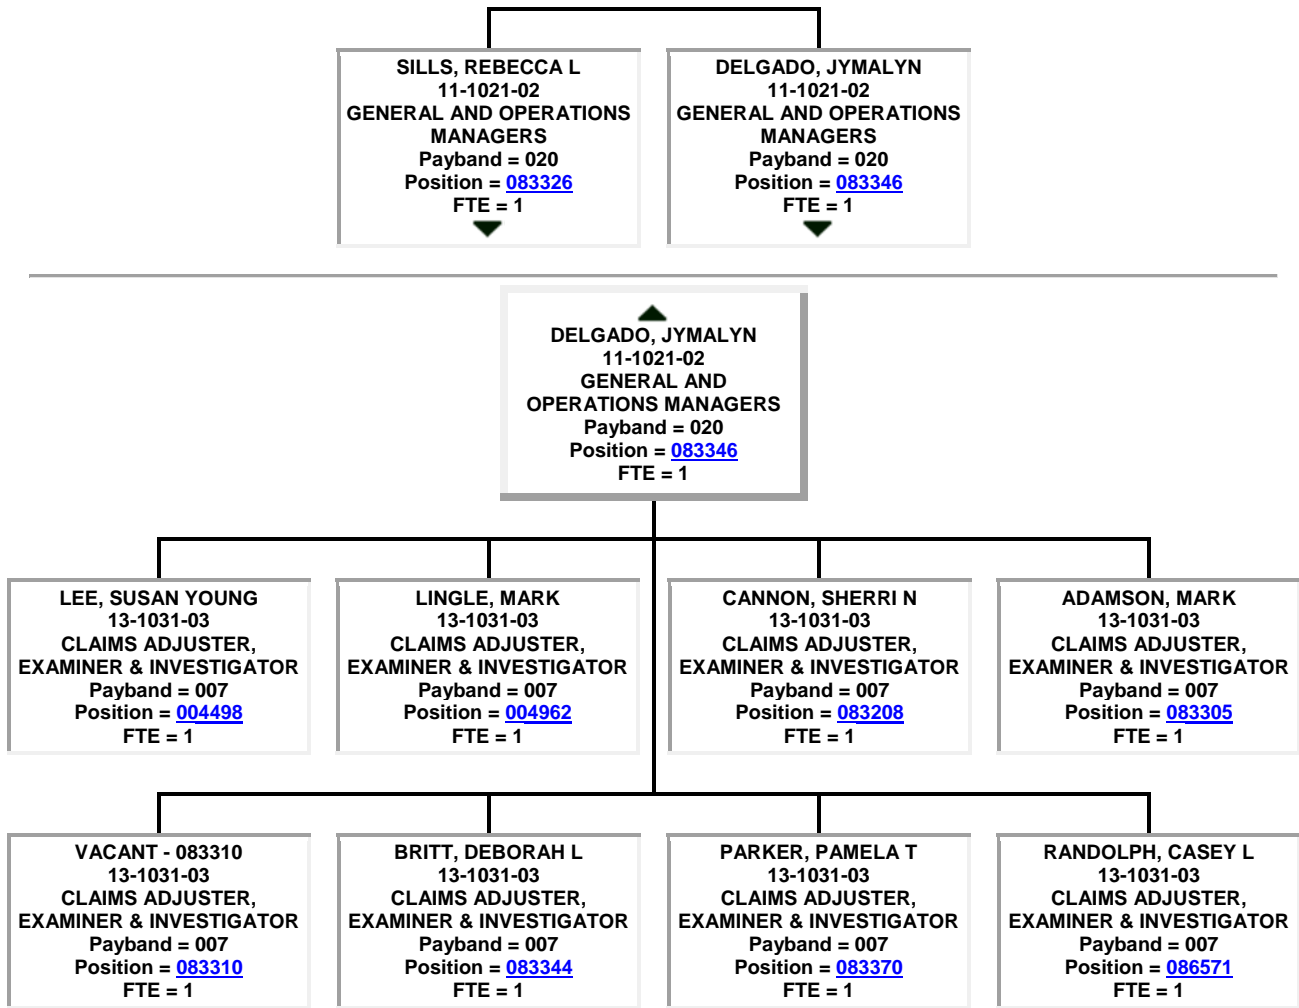 SILLS, REBECCA L
11-1021-02
GENERAL AND OPERATIONS
MANAGERS
Payband = 020
Position = 083326
FTE = 1
DELGADO, JYMALYN
11-1021-02
GENERAL AND OPERATIONS
MANAGERS
Payband = 020
Position = 083346
FTE = 1
DELGADO, JYMALYN
11-1021-02
GENERAL AND
OPERATIONS MANAGERS
Payband = 020
Position = 083346
FTE = 1
LEE, SUSAN YOUNG
13-1031-03
CLAIMS ADJUSTER,
EXAMINER & INVESTIGATOR
Payband = 007
Position = 004498
FTE = 1
LINGLE, MARK
13-1031-03
CLAIMS ADJUSTER,
EXAMINER & INVESTIGATOR
Payband = 007
Position = 004962
FTE = 1
CANNON, SHERRI N
13-1031-03
CLAIMS ADJUSTER,
EXAMINER & INVESTIGATOR
Payband = 007
Position = 083208
FTE = 1
ADAMSON, MARK
13-1031-03
CLAIMS ADJUSTER,
EXAMINER & INVESTIGATOR
Payband = 007
Position = 083305
FTE = 1
VACANT - 083310
13-1031-03
CLAIMS ADJUSTER,
EXAMINER & INVESTIGATOR
Payband = 007
Position = 083310
FTE = 1
BRITT, DEBORAH L
13-1031-03
CLAIMS ADJUSTER,
EXAMINER & INVESTIGATOR
Payband = 007
Position = 083344
FTE = 1
PARKER, PAMELA T
13-1031-03
CLAIMS ADJUSTER,
EXAMINER & INVESTIGATOR
Payband = 007
Position = 083370
FTE = 1
RANDOLPH, CASEY L
13-1031-03
CLAIMS ADJUSTER,
EXAMINER & INVESTIGATOR
Payband = 007
Position = 086571
FTE = 1